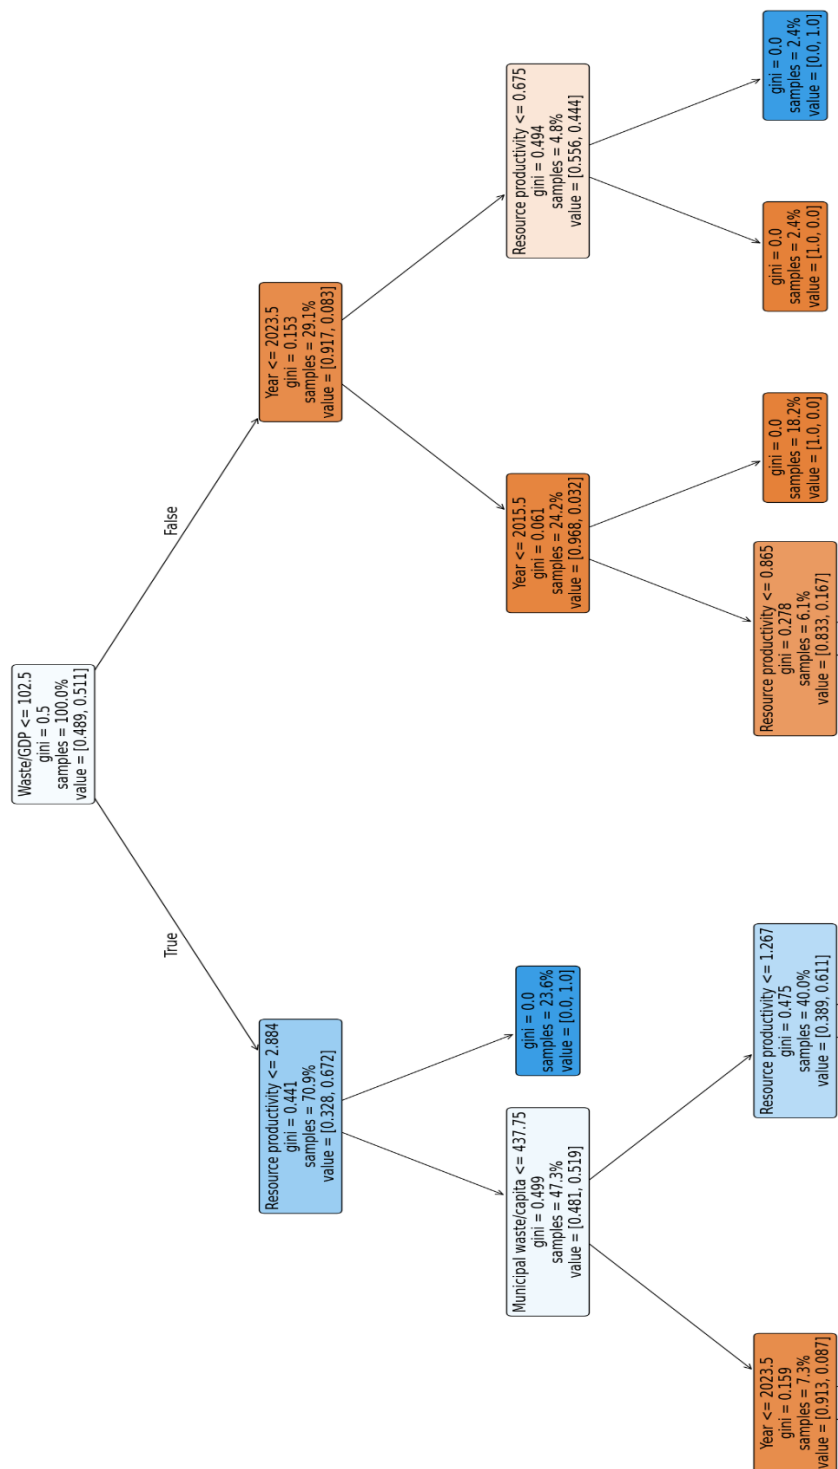 Waste/GDP <= 102.5
gini = 0.5
samples = 100.0%
value = [0.489, 0.511]
True
False
Resource productivity <= 2.884
gini = 0.441
samples = 70.9%
value = [0.328, 0.672]
Year <= 2023.5
gini = 0.153
samples = 29.1%
value = [0.917, 0.083]
Municipal waste/capita <= 437.75
gini = 0.499
samples = 47.3%
value = [0.481, 0.519]
gini = 0.0
samples = 23.6%
value = [0.0, 1.0]
Year <= 2015.5
gini = 0.061
samples = 24.2%
value = [0.968, 0.032]
Resource productivity <= 0.675
gini = 0.494
samples = 4.8%
value = [0.556, 0.444]
Year <= 2023.5
gini = 0.159
samples = 7.3%
value = [0.913, 0.087]
Resource productivity <= 1.267
gini = 0.475
samples = 40.0%
value = [0.389, 0.611]
Resource productivity <= 0.865
gini = 0.278
samples = 6.1%
value = [0.833, 0.167]
gini = 0.0
samples = 18.2%
value = [1.0, 0.0]
gini = 0.0
samples = 2.4%
value = [1.0, 0.0]
gini = 0.0
samples = 2.4%
value = [0.0, 1.0]